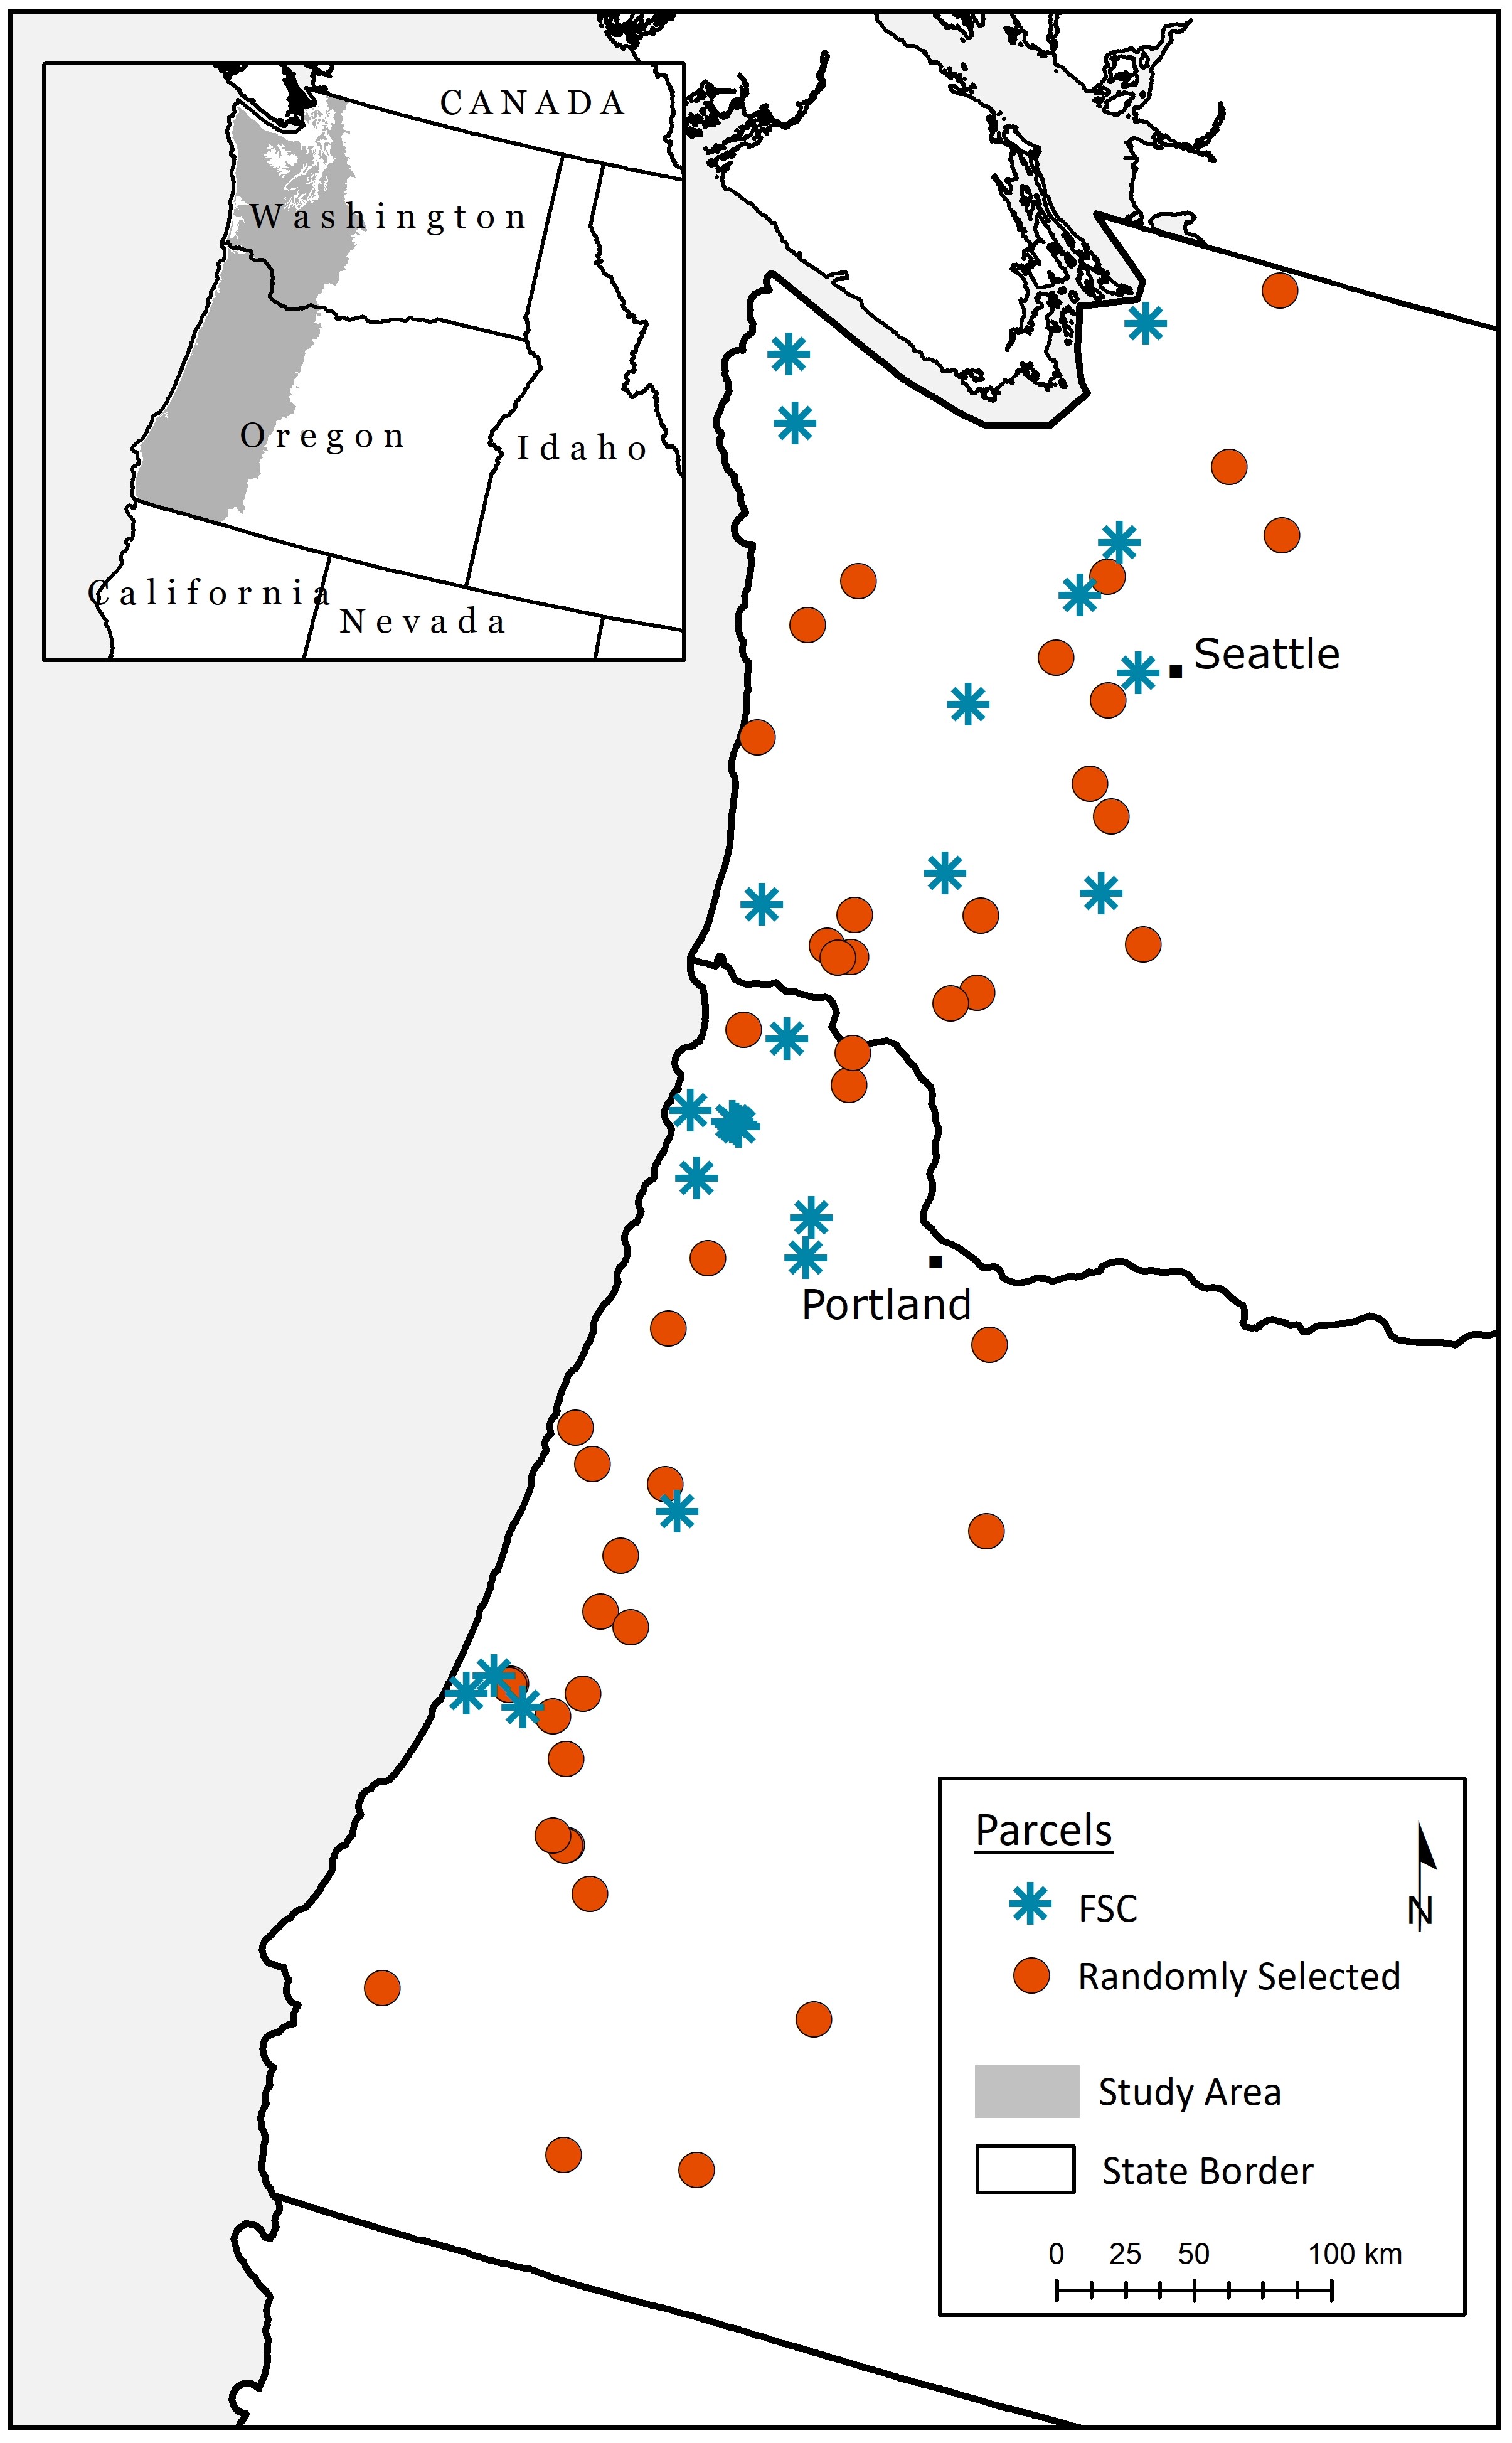 CANADA
Washington
Oregon
Idaho
California
Nevada
Seattle
Portland
Parcels
FSC
N
Randomly Selected
Study Area
State Border
0 25 50 100 km